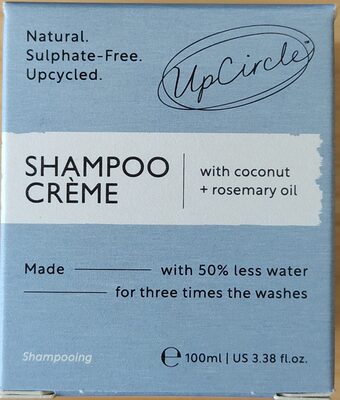 Natural.
Sulphate-Free.
Upcycled.
UpCircle
SHAMPOO
CRÈME
with coconut
+ rosemary oil
Made with 50% less water
for three times the washes
Shampooing
℮ 100ml | US 3.38 fl.oz.